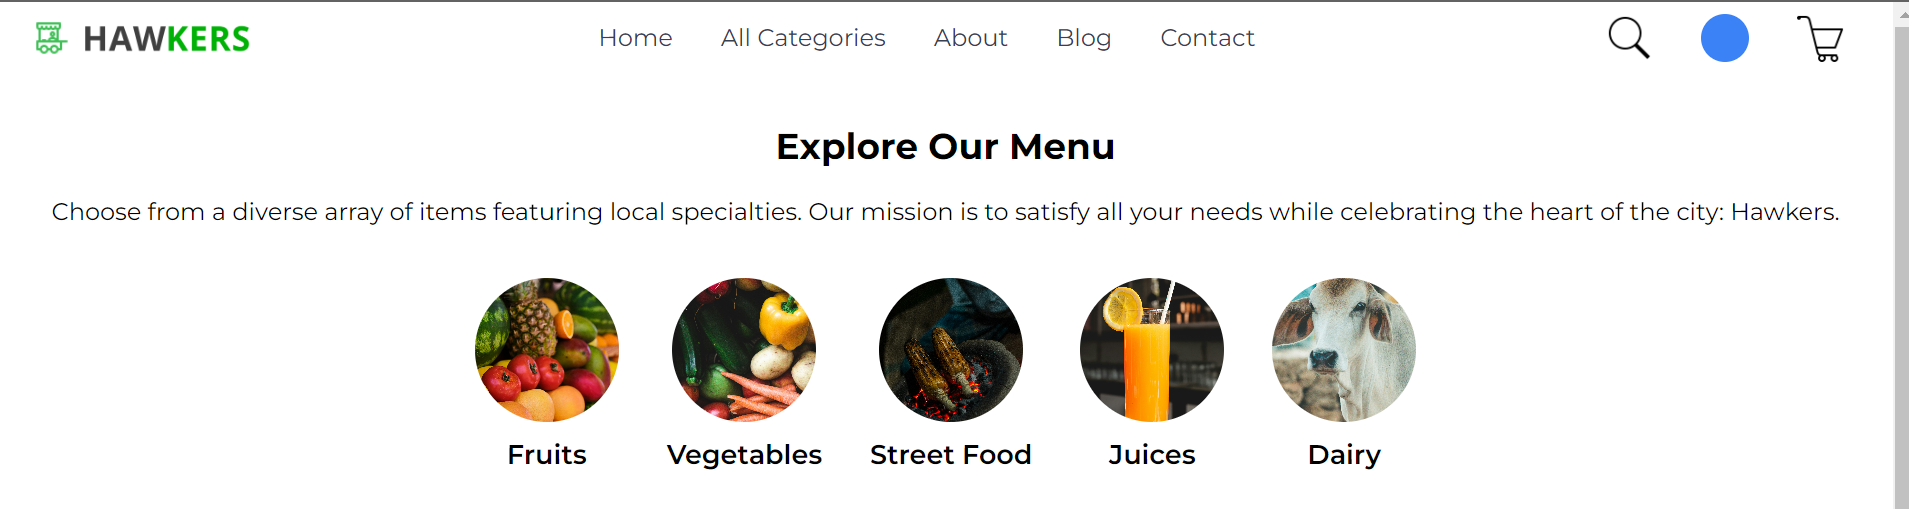 HAWKERS Home All Categories About Blog Contact
Explore Our Menu
Choose from a diverse array of items featuring local specialties. Our mission is to satisfy all your needs while celebrating the heart of the city: Hawkers.
Fruits Vegetables Street Food Juices Dairy